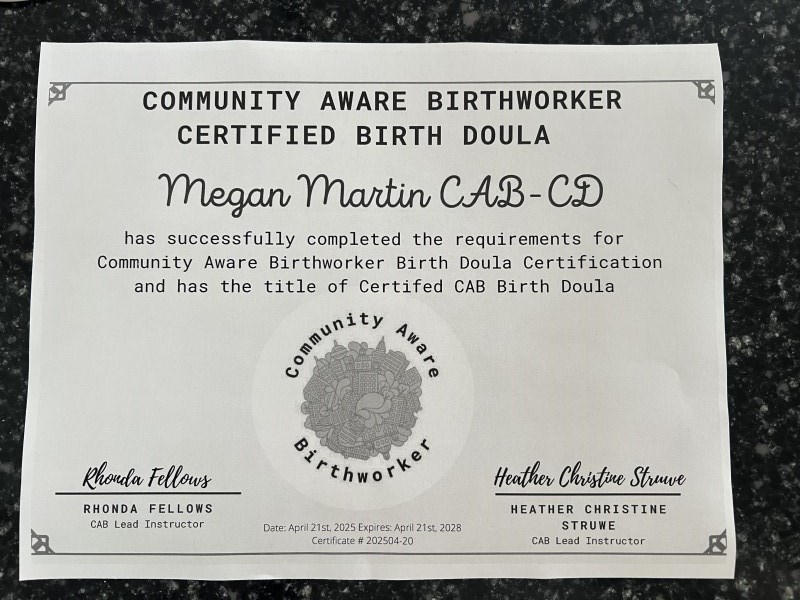 COMMUNITY AWARE BIRTHWORKER
CERTIFIED BIRTH DOULA
Megan Martin CAB-CD
has successfully completed the requirements for
Community Aware Birthworker Birth Doula Certification
and has the title of Certifed CAB Birth Doula
Community Aware
Birthworker
Rhonda Fellows
RHONDA FELLOWS
CAB Lead Instructor
Date: April 21st, 2025 Expires: April 21st, 2028
Certificate # 202504-20
Heather Christine Struwe
HEATHER CHRISTINE
STRUWE
CAB Lead Instructor